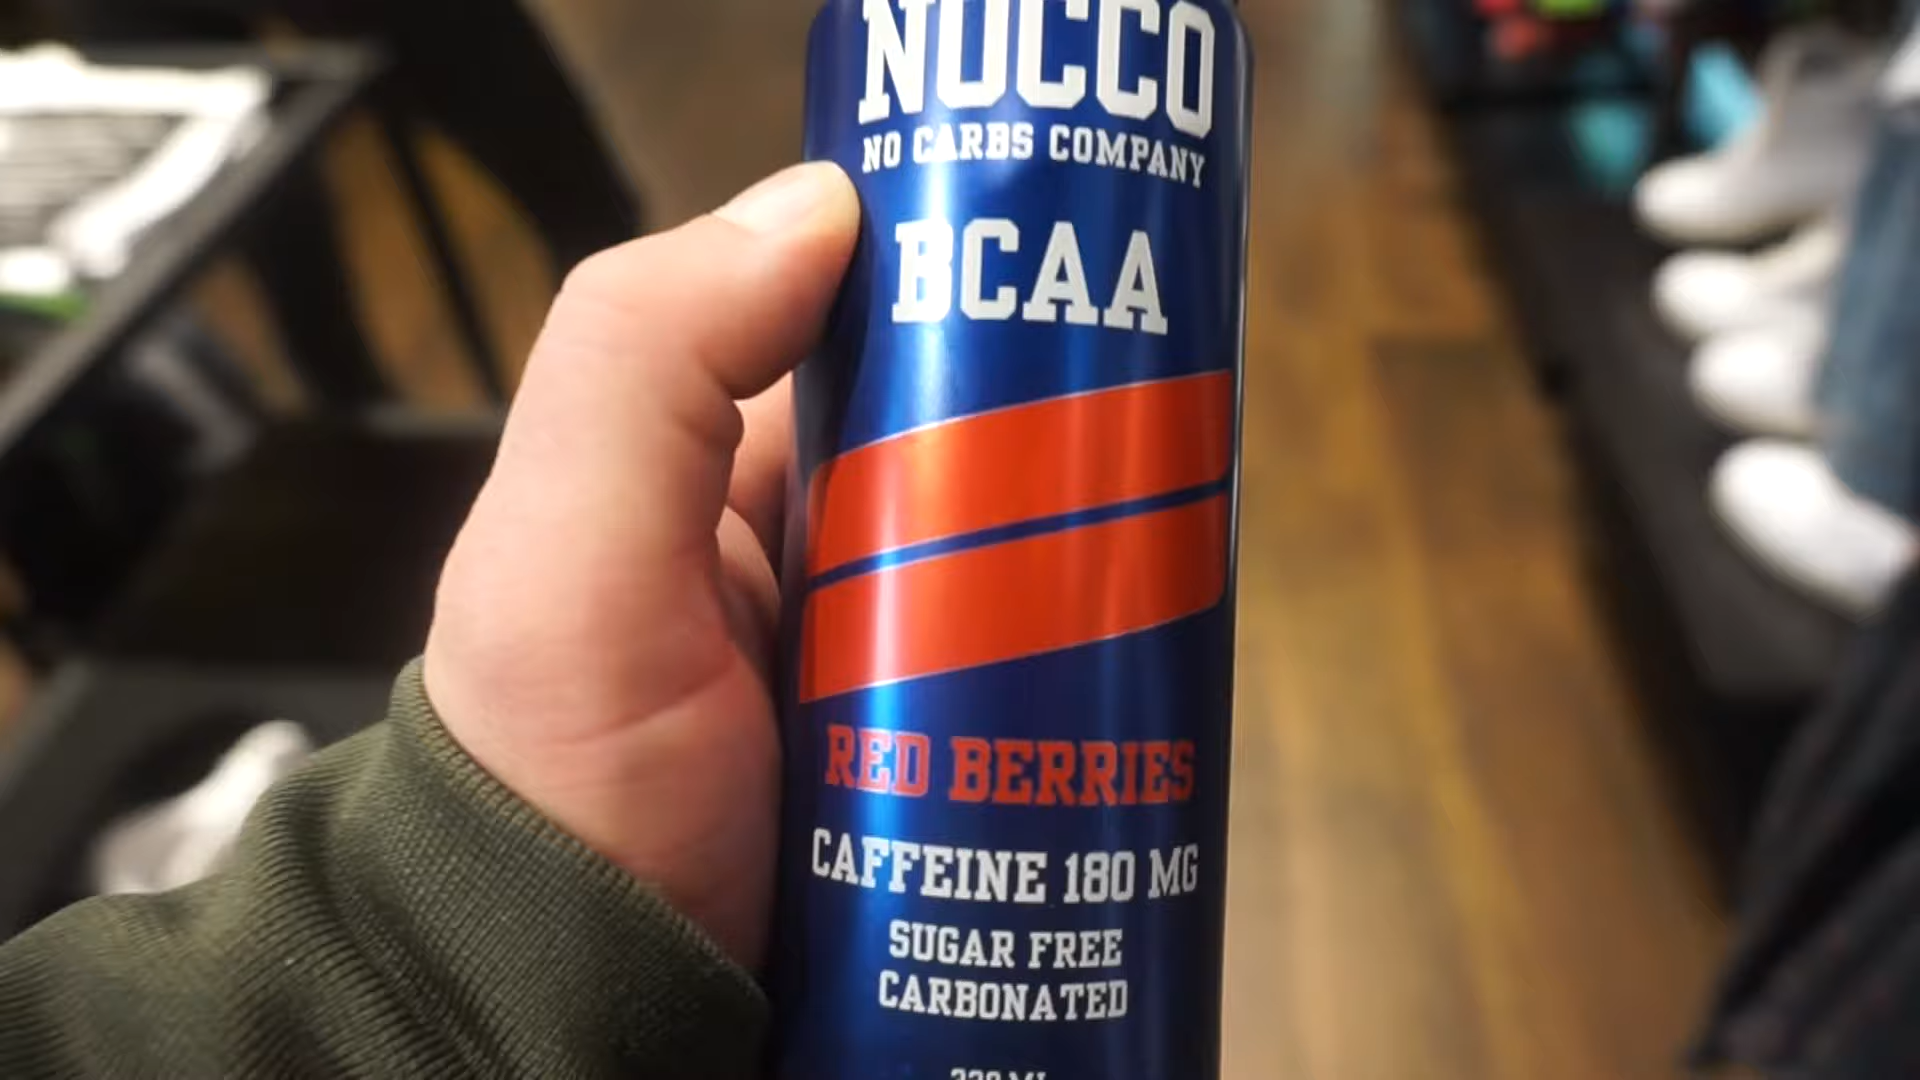 NOCCO
NO CARBS COMPANY
BCAA
RED BERRIES
CAFFEINE 180 MG
SUGAR FREE
CARBONATED